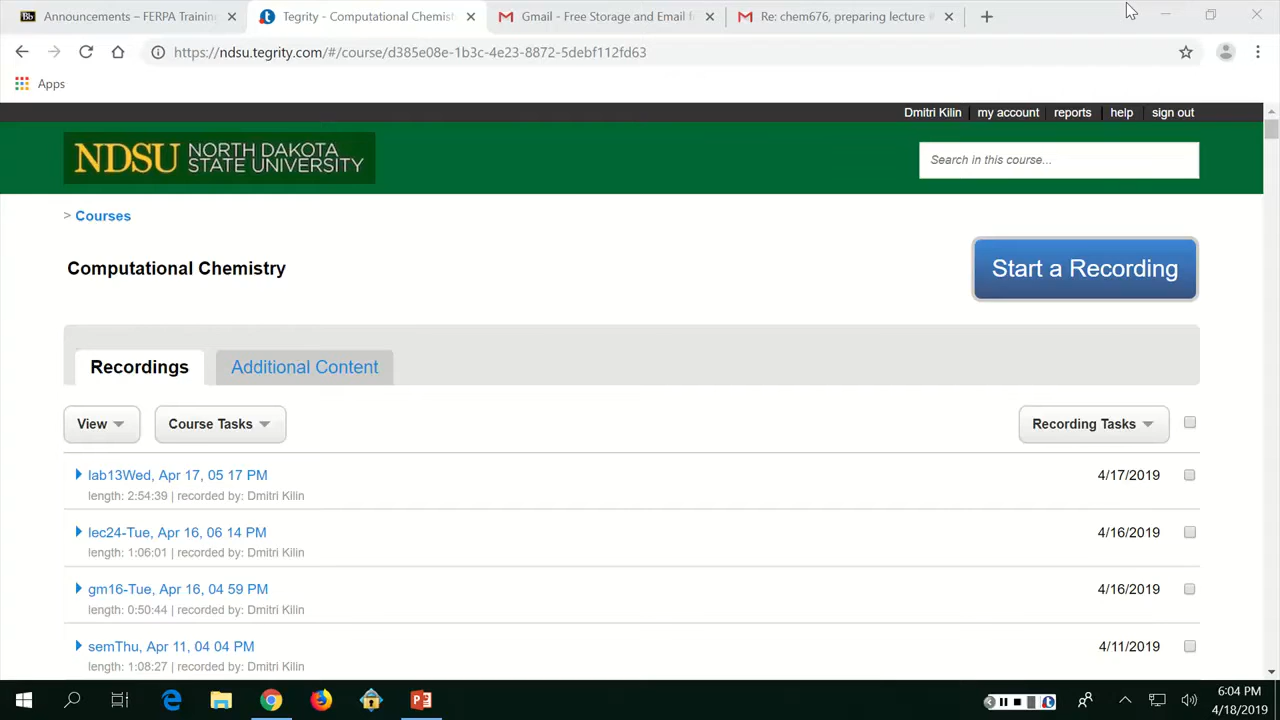 Announcements – FERPA Trainin
Tegrity - Computational Chemist
Gmail - Free Storage and Email f
Re: chem676, preparing lecture #
https://ndsu.tegrity.com/#/course/d385e08e-1b3c-4e23-8872-5debf112fd63
Apps
Dmitri Kilin
my account
reports
help
sign out
NDSU NORTH DAKOTA
STATE UNIVERSITY
Search in this course...
> Courses
Computational Chemistry
Start a Recording
Recordings
Additional Content
View
Course Tasks
Recording Tasks
lab13Wed, Apr 17, 05 17 PM
4/17/2019
length: 2:54:39 | recorded by: Dmitri Kilin
lec24-Tue, Apr 16, 06 14 PM
4/16/2019
length: 1:06:01 | recorded by: Dmitri Kilin
gm16-Tue, Apr 16, 04 59 PM
4/16/2019
length: 0:50:44 | recorded by: Dmitri Kilin
semThu, Apr 11, 04 04 PM
4/11/2019
length: 1:08:27 | recorded by: Dmitri Kilin
6:04 PM
4/18/2019